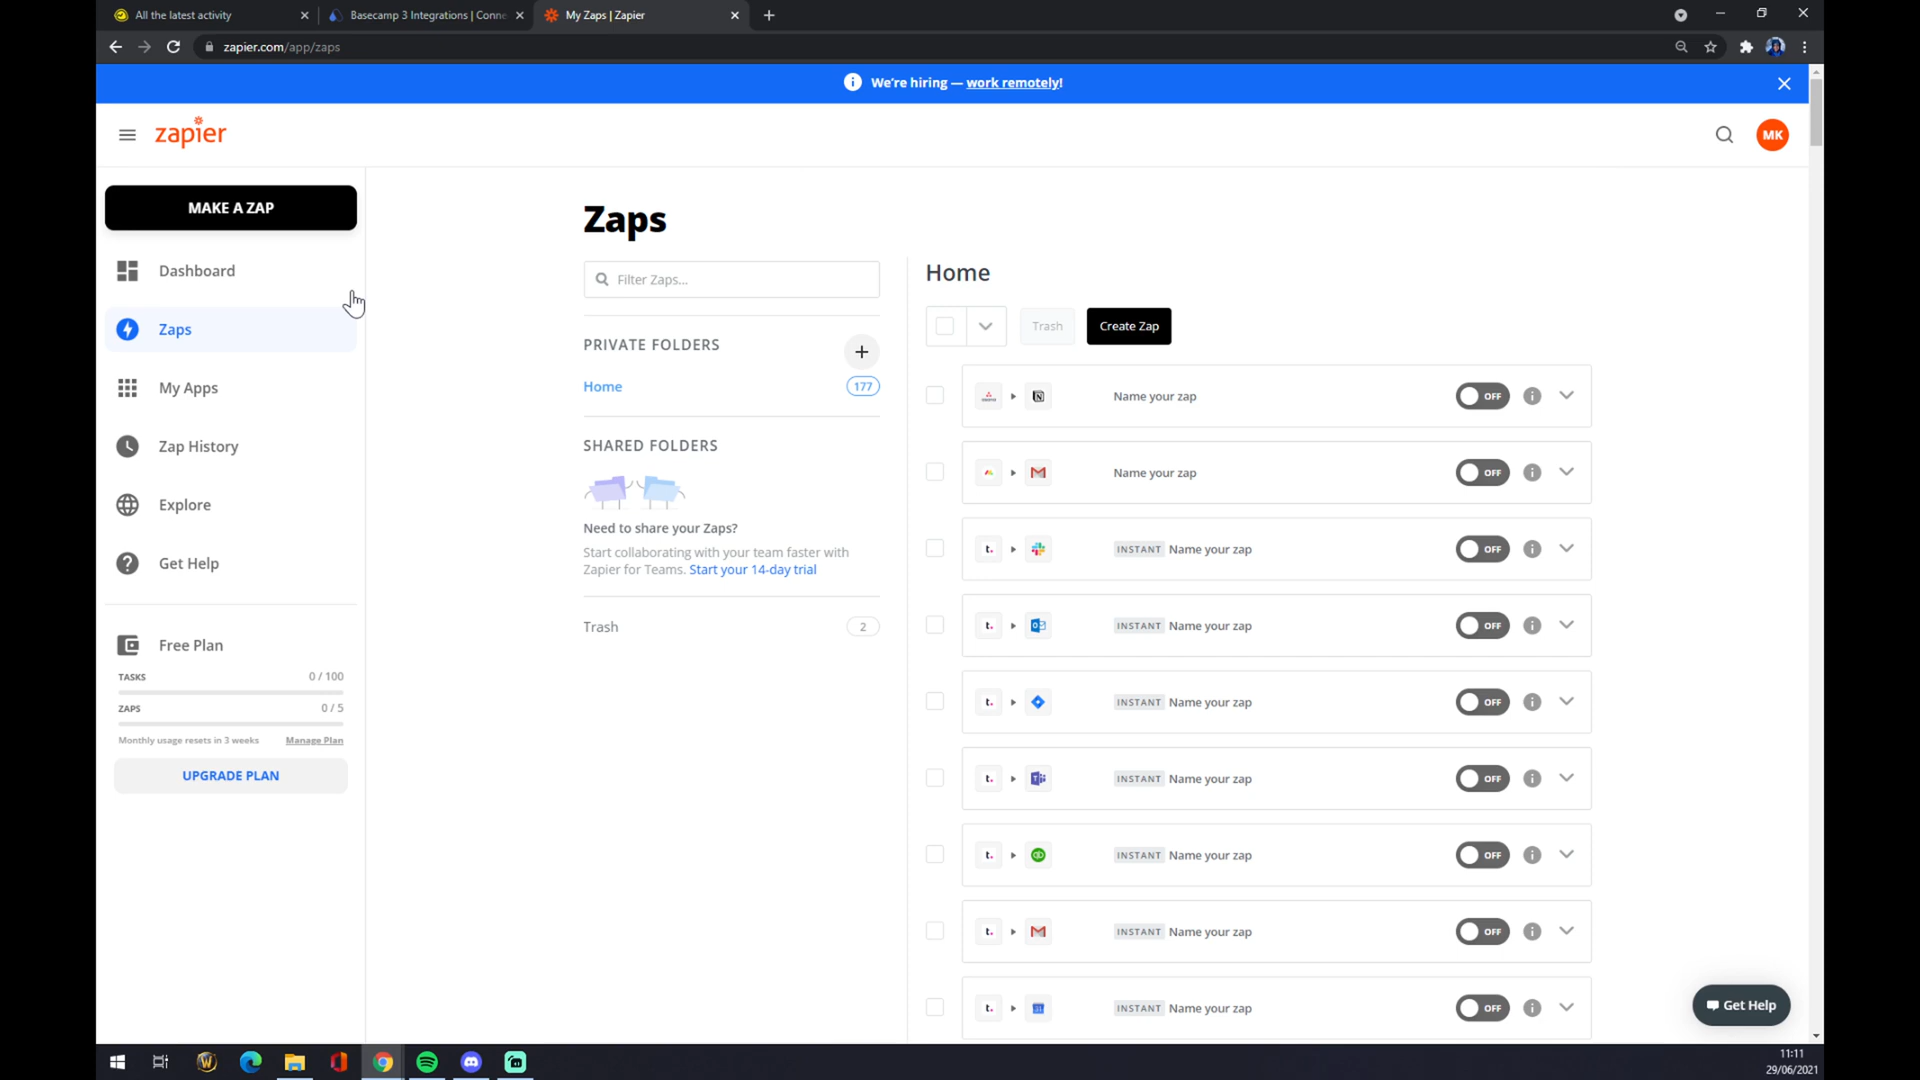 All the latest activity
Basecamp 3 Integrations | Conne
My Zaps | Zapier
zapier.com/app/zaps
We're hiring — work remotely!
zapier
MK
MAKE A ZAP
Dashboard
Zaps
My Apps
Zap History
Explore
Get Help
Free Plan
TASKS 0 / 100
ZAPS 0 / 5
Monthly usage resets in 3 weeks Manage Plan
UPGRADE PLAN
Zaps
Filter Zaps...
PRIVATE FOLDERS
Home 177
SHARED FOLDERS
Need to share your Zaps?
Start collaborating with your team faster with
Zapier for Teams. Start your 14-day trial
Trash 2
Home
Trash
Create Zap
Name your zap OFF
Name your zap OFF
t. INSTANT Name your zap OFF
t. INSTANT Name your zap OFF
t. INSTANT Name your zap OFF
t. INSTANT Name your zap OFF
t. INSTANT Name your zap OFF
t. INSTANT Name your zap OFF
t. 31 INSTANT Name your zap OFF
Get Help
11:11
29/06/2021